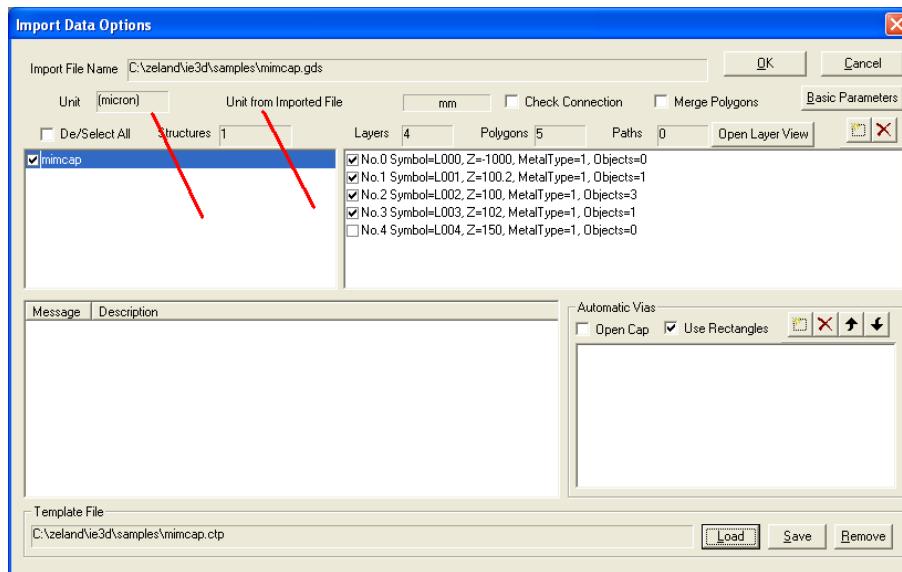 Import Data Options
Import File Name C:\zeland\ie3d\samples\mimcap.gds OK Cancel
Unit (micron) Unit from Imported File mm Check Connection Merge Polygons Basic Parameters
De/Select All Structures 1 Layers 4 Polygons 5 Paths 0 Open Layer View
mimcap
No.0 Symbol=L000, Z=-1000, MetalType=1, Objects=0
No.1 Symbol=L001, Z=100.2, MetalType=1, Objects=1
No.2 Symbol=L002, Z=100, MetalType=1, Objects=3
No.3 Symbol=L003, Z=102, MetalType=1, Objects=1
No.4 Symbol=L004, Z=150, MetalType=1, Objects=0
Message Description
Automatic Vias
Open Cap Use Rectangles
Template File
C:\zeland\ie3d\samples\mimcap.ctp Load Save Remove